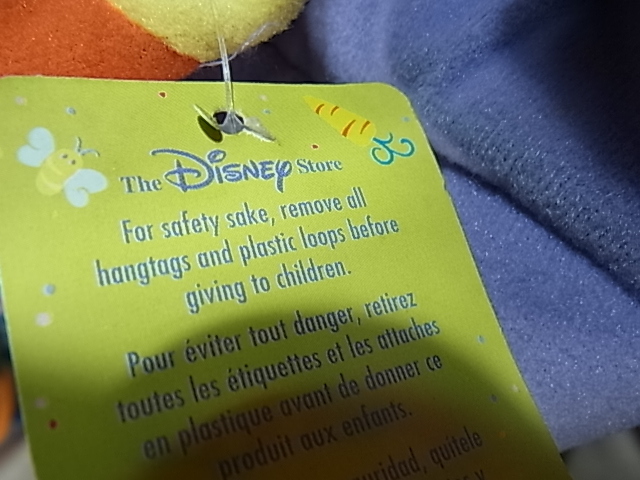 The Disney Store
For safety sake, remove all
hangtags and plastic loops before
giving to children.
Pour éviter tout danger, retirez
toutes les étiquettes et les attaches
en plastique avant de donner ce
produit aux enfants.
quitele